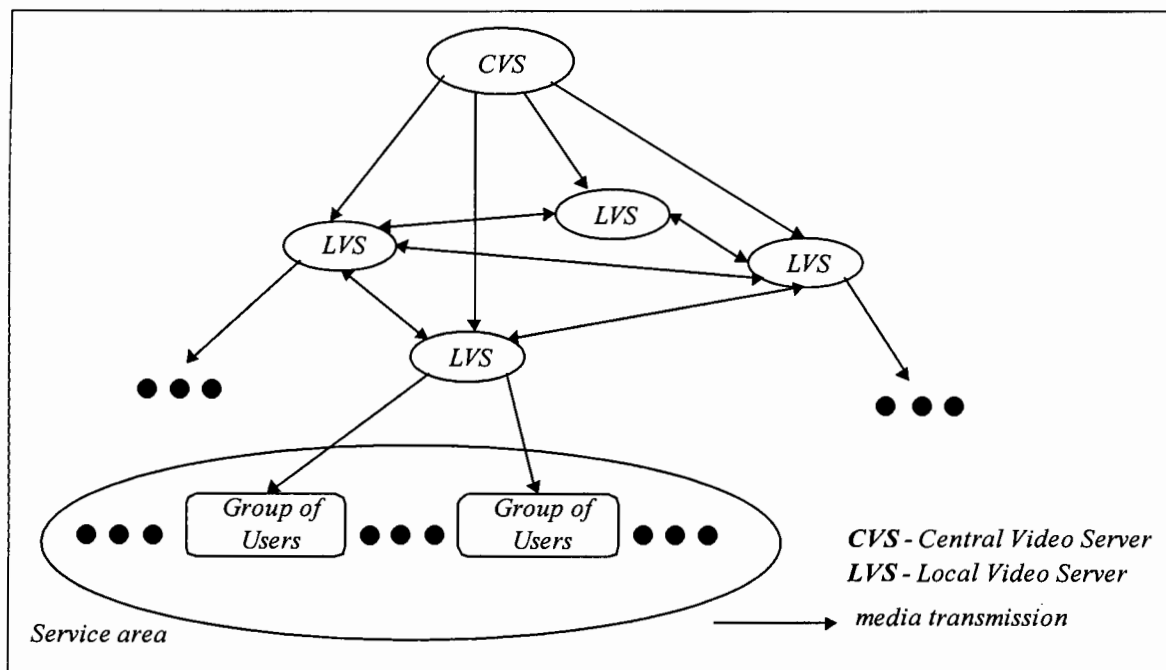 CVS
LVS
LVS
LVS
LVS
Group of
Users
Group of
Users
CVS - Central Video Server
LVS - Local Video Server
media transmission
Service area